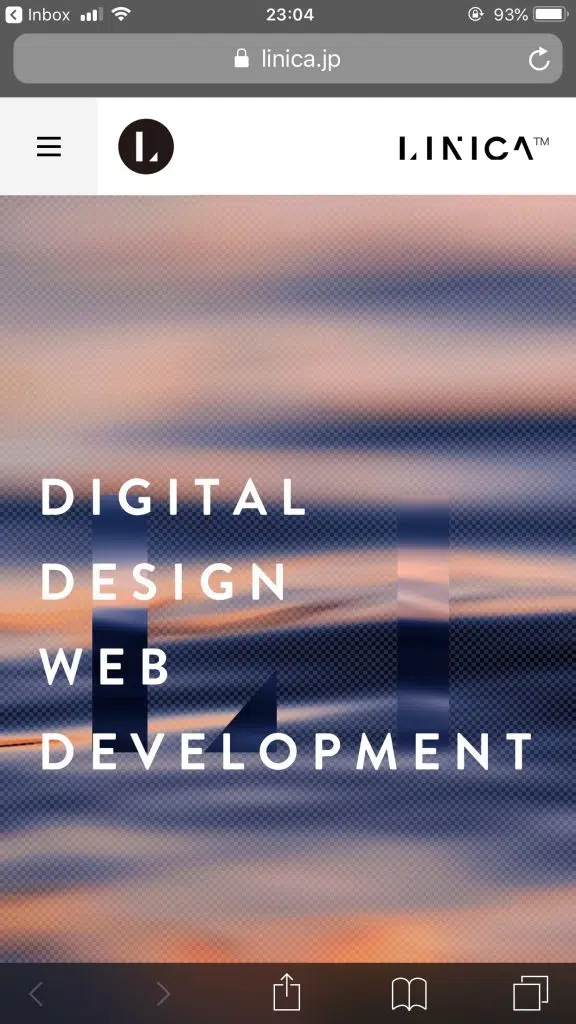 Inbox 23:04 93%
linica.jp
L LINICA™
DIGITAL
DESIGN
WEB
DEVELOPMENT